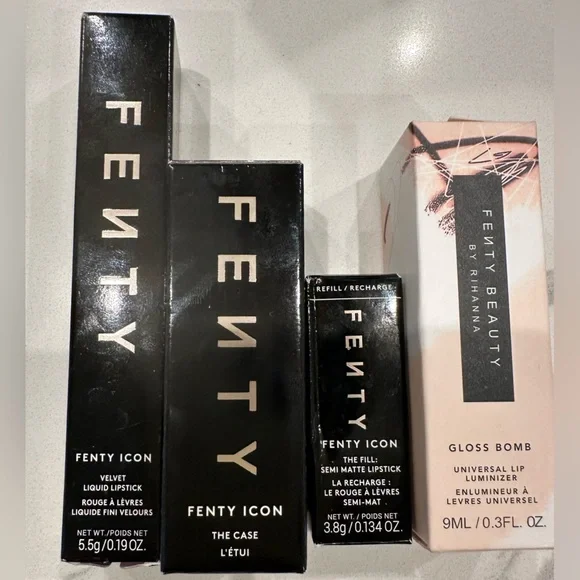 FENTY
FENTY ICON
VELVET
LIQUID LIPSTICK
ROUGE À LÈVRES
LIQUIDE FINI VELOURS
NET WT./POIDS NET
5.5g/0.19 OZ.
FENTY
FENTY ICON
THE CASE
L'ÉTUI
REFILL / RECHARGE
FENTY
FENTY ICON
THE FILL:
SEMI MATTE LIPSTICK
LA RECHARGE :
LE ROUGE À LÈVRES
SEMI-MAT
NET WT./POIDS NET
3.8g/0.134 OZ.
FENTY BEAUTY
BY RIHANNA
GLOSS BOMB
UNIVERSAL LIP
LUMINIZER
ENLUMINEUR À
LEVRES UNIVERSEL
9ML / 0.3FL. OZ.